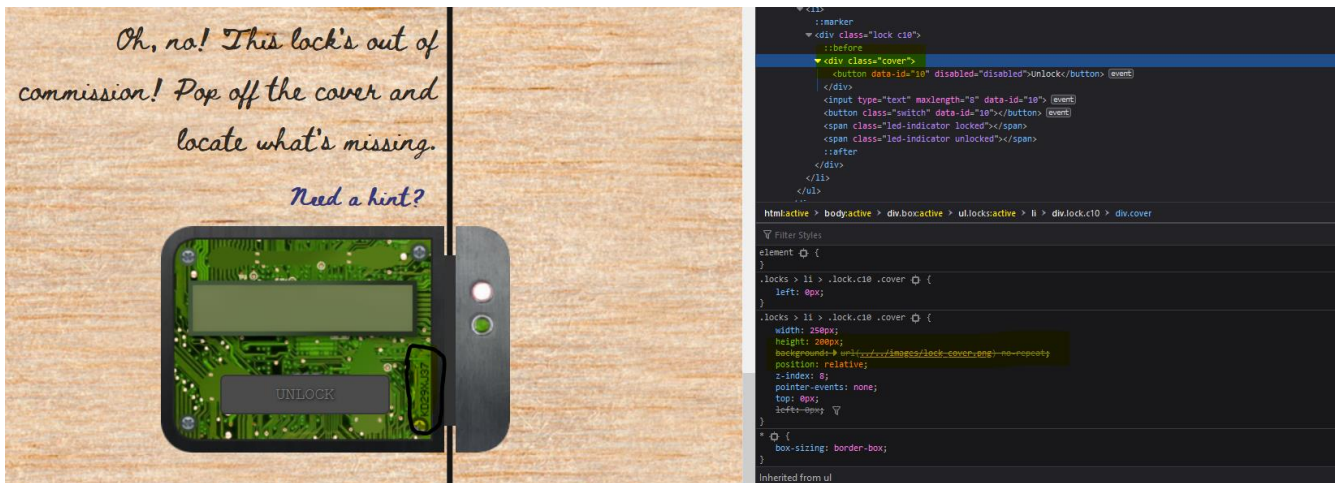 Oh, no! This lock's out of
commission! Pop off the cover and
locate what's missing.
Need a hint?
UNLOCK
KD29XJ37
<li>
::marker
<div class="lock c10">
::before
<div class="cover">
<button data-id="10" disabled="disabled">Unlock</button> event
</div>
<input type="text" maxlength="8" data-id="10"> event
<button class="switch" data-id="10"></button> event
<span class="led-indicator locked"></span>
<span class="led-indicator unlocked"></span>
::after
</div>
</li>
</ul>
html:active > body:active > div.box:active > ul.locks:active > li > div.lock.c10 > div.cover
Filter Styles
element {
}
.locks > li > .lock.c10 .cover {
left: 0px;
}
.locks > li > .lock.c10 .cover {
width: 250px;
height: 200px;
background: url(../../images/lock_cover.png) no-repeat;
position: relative;
z-index: 8;
pointer-events: none;
top: 0px;
left: 0px;
}
* {
box-sizing: border-box;
}
Inherited from ul